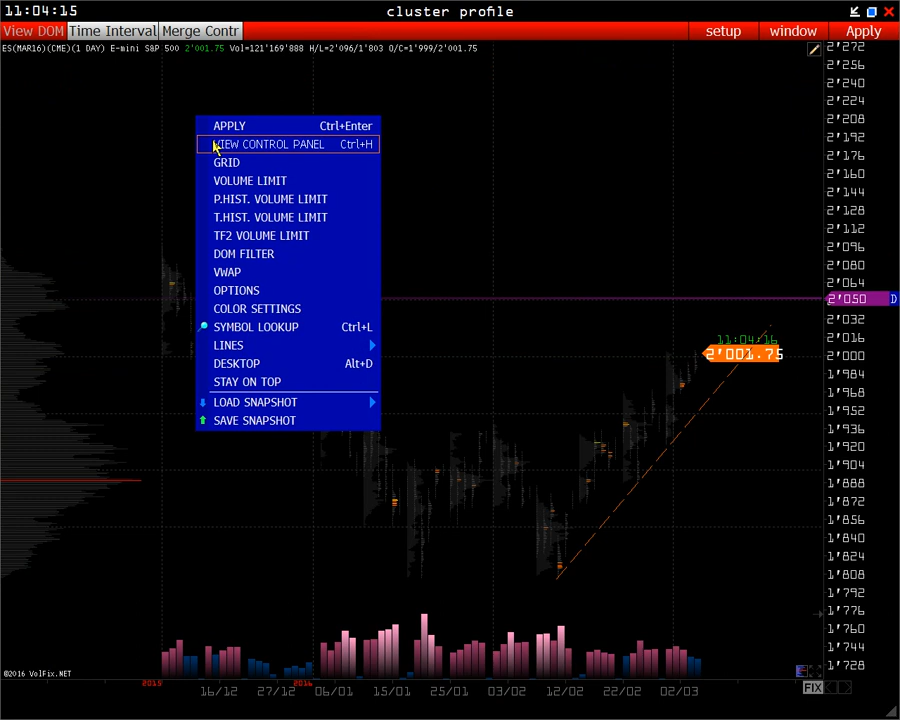 11:04:15
cluster profile
View DOM Time Interval Merge Contr
setup window Apply
ES(MAR16)(CME)(1 DAY) E-mini S&P 500 2'001.75 Vol=121'169'888 H/L=2'096/1'803 O/C=1'999/2'001.75
2'272
2'256
2'240
2'224
2'208
2'192
2'176
2'160
2'144
2'128
2'112
2'096
2'080
2'064
2'050 D
2'032
2'016
2'000
1'984
1'968
1'952
1'936
1'920
1'904
1'888
1'872
1'856
1'840
1'824
1'808
1'792
1'776
1'760
1'744
1'728
APPLY Ctrl+Enter
VIEW CONTROL PANEL Ctrl+H
GRID
VOLUME LIMIT
P.HIST. VOLUME LIMIT
T.HIST. VOLUME LIMIT
TF2 VOLUME LIMIT
DOM FILTER
VWAP
OPTIONS
COLOR SETTINGS
SYMBOL LOOKUP Ctrl+L
LINES
DESKTOP Alt+D
STAY ON TOP
LOAD SNAPSHOT
SAVE SNAPSHOT
11:04:16
2'001.75
©2016 VolFix.NET
2015 2016
16/12 27/12 06/01 15/01 25/01 03/02 12/02 22/02 02/03
FIX